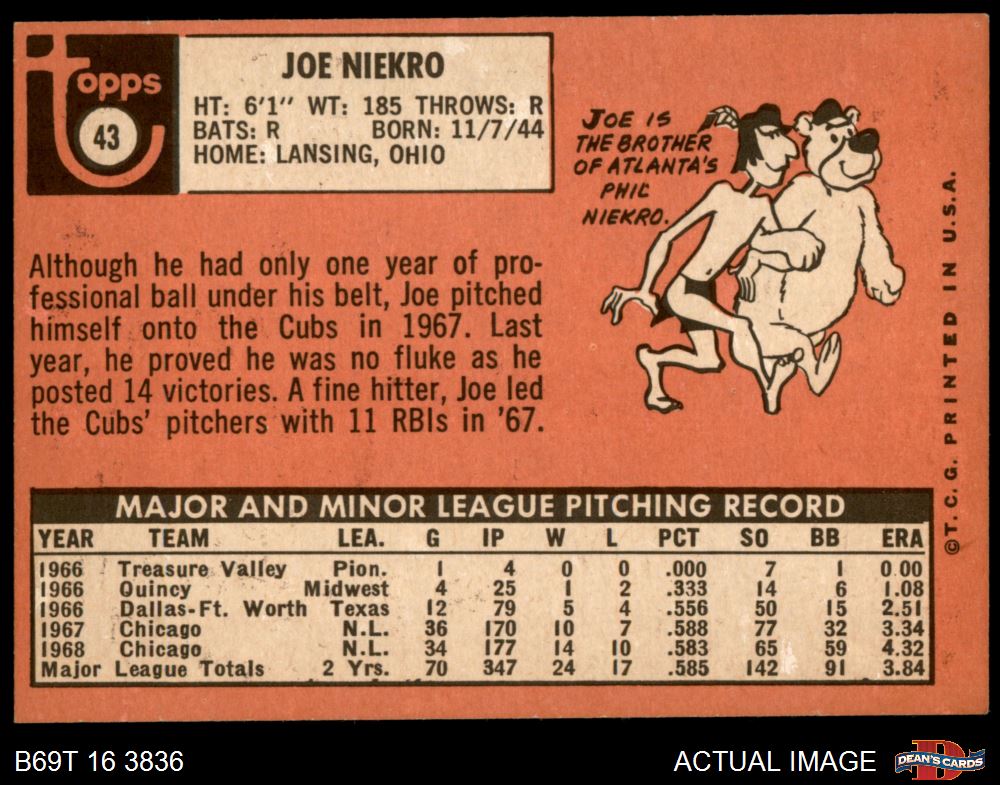 Topps
43
JOE NIEKRO
HT: 6'1" WT: 185 THROWS: R
BATS: R BORN: 11/7/44
HOME: LANSING, OHIO
JOE IS
THE BROTHER
OF ATLANTA'S
PHIL
NIEKRO.
Although he had only one year of pro-
fessional ball under his belt, Joe pitched
himself onto the Cubs in 1967. Last
year, he proved he was no fluke as he
posted 14 victories. A fine hitter, Joe led
the Cubs' pitchers with 11 RBIs in '67.
©T.C.G. PRINTED IN U.S.A.
MAJOR AND MINOR LEAGUE PITCHING RECORD
YEAR TEAM LEA. G IP W L PCT SO BB ERA
1966 Treasure Valley Pion. 1 4 0 0 .000 7 1 0.00
1966 Quincy Midwest 4 25 1 2 .333 14 6 1.08
1966 Dallas-Ft. Worth Texas 12 79 5 4 .556 50 15 2.51
1967 Chicago N.L. 36 170 10 7 .588 77 32 3.34
1968 Chicago N.L. 34 177 14 10 .583 65 59 4.32
Major League Totals 2 Yrs. 70 347 24 17 .585 142 91 3.84
B69T 16 3836
ACTUAL IMAGE
DEAN'S CARDS